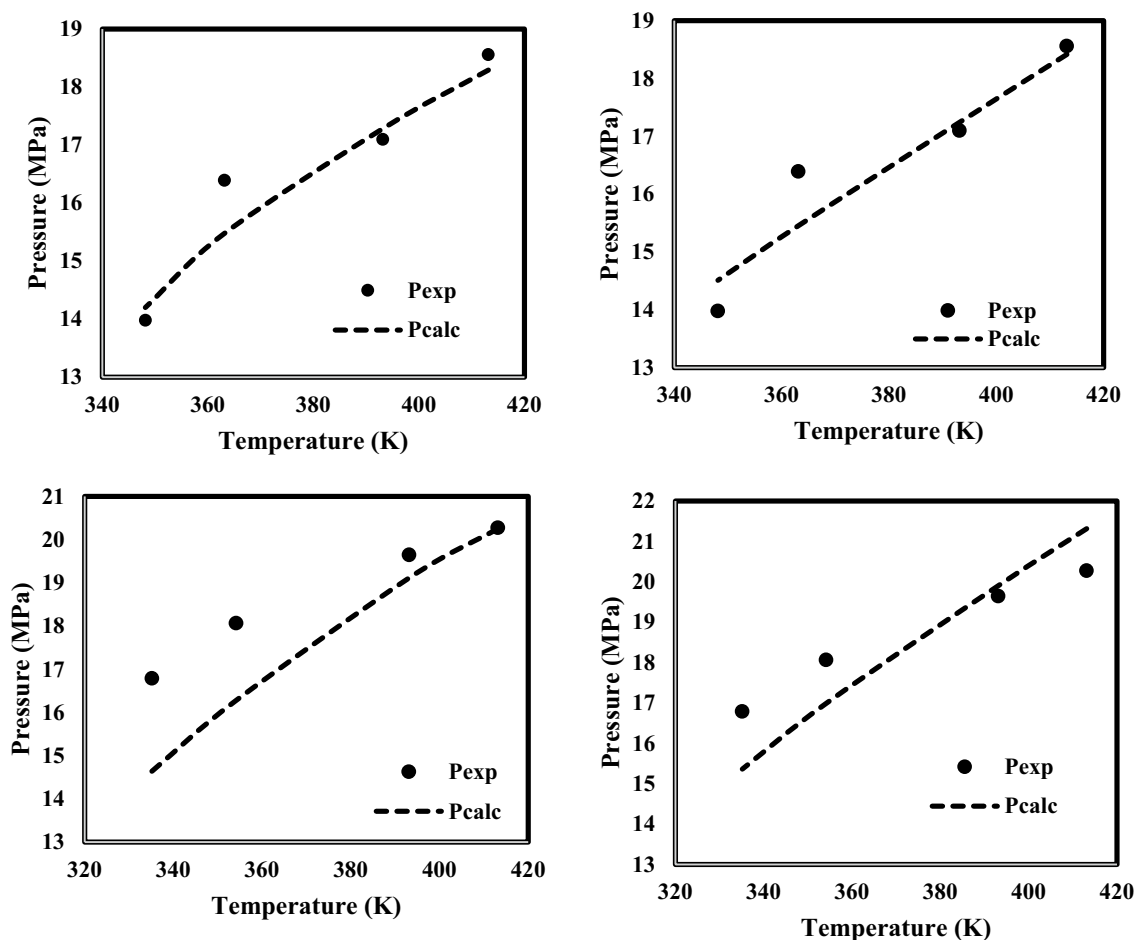 19
18
17
16
15
14
13
Pressure (MPa)
Pexp
Pcalc
340 360 380 400 420
Temperature (K)
19
18
17
16
15
14
13
Pressure (MPa)
Pexp
Pcalc
340 360 380 400 420
Temperature (K)
21
20
19
18
17
16
15
14
13
Pressure (MPa)
Pexp
Pcalc
320 340 360 380 400 420
Temperature (K)
22
21
20
19
18
17
16
15
14
13
Pressure (MPa)
Pexp
Pcalc
320 340 360 380 400 420
Temperature (K)